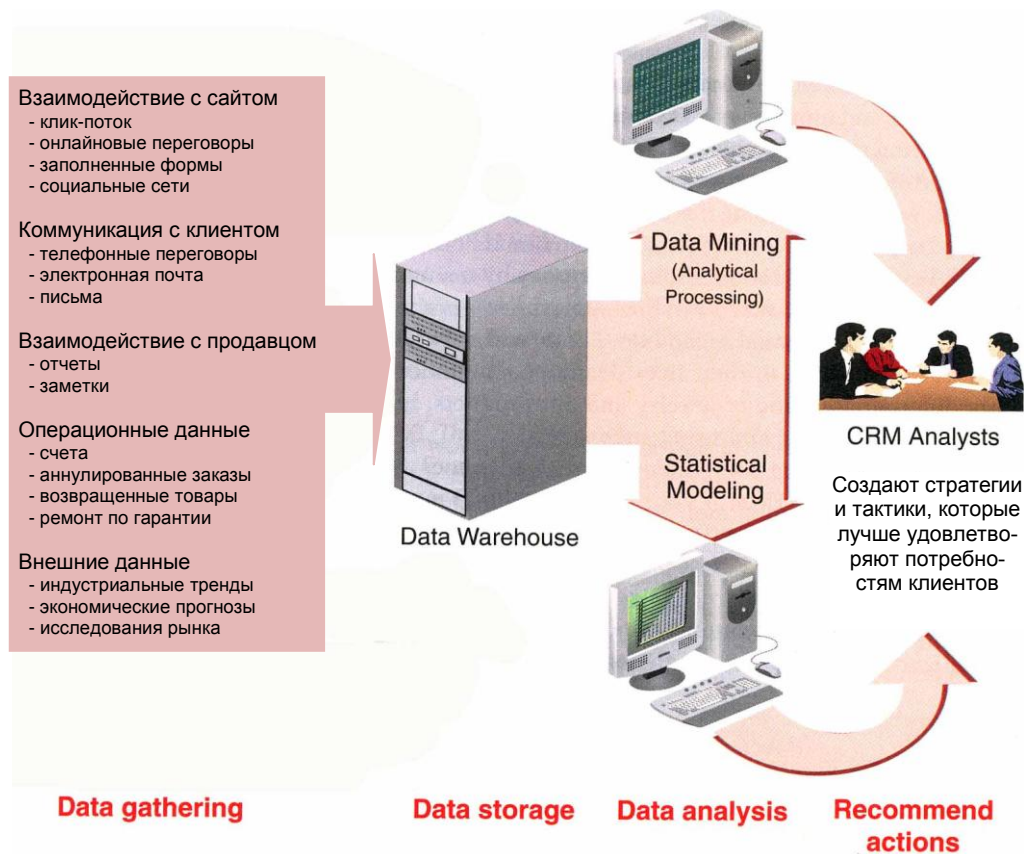 Взаимодействие с сайтом
- клик-поток
- онлайновые переговоры
- заполненные формы
- социальные сети
Коммуникация с клиентом
- телефонные переговоры
- электронная почта
- письма
Взаимодействие с продавцом
- отчеты
- заметки
Операционные данные
- счета
- аннулированные заказы
- возвращенные товары
- ремонт по гарантии
Внешние данные
- индустриальные тренды
- экономические прогнозы
- исследования рынка
Data Warehouse
Data Mining
(Analytical
Processing)
Statistical
Modeling
CRM Analysts
Создают стратегии
и тактики, которые
лучше удовлетво-
ряют потребно-
стям клиентов
Data gathering
Data storage
Data analysis
Recommend
actions